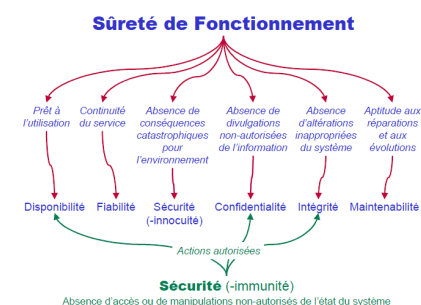 Sûreté de Fonctionnement
Prêt à
l'utilisation
Continuité
du service
Absence de
conséquences
catastrophiques
pour
l'environnement
Absence de
divulgations
non-autorisées
de l'information
Absence
d'altérations
inappropriées
du système
Aptitude aux
réparations
et aux
évolutions
Disponibilité
Fiabilité
Sécurité
(-innocuité)
Confidentialité
Intégrité
Maintenabilité
Actions autorisées
Sécurité (-immunité)
Absence d'accès ou de manipulations non-autorisés de l'état du système